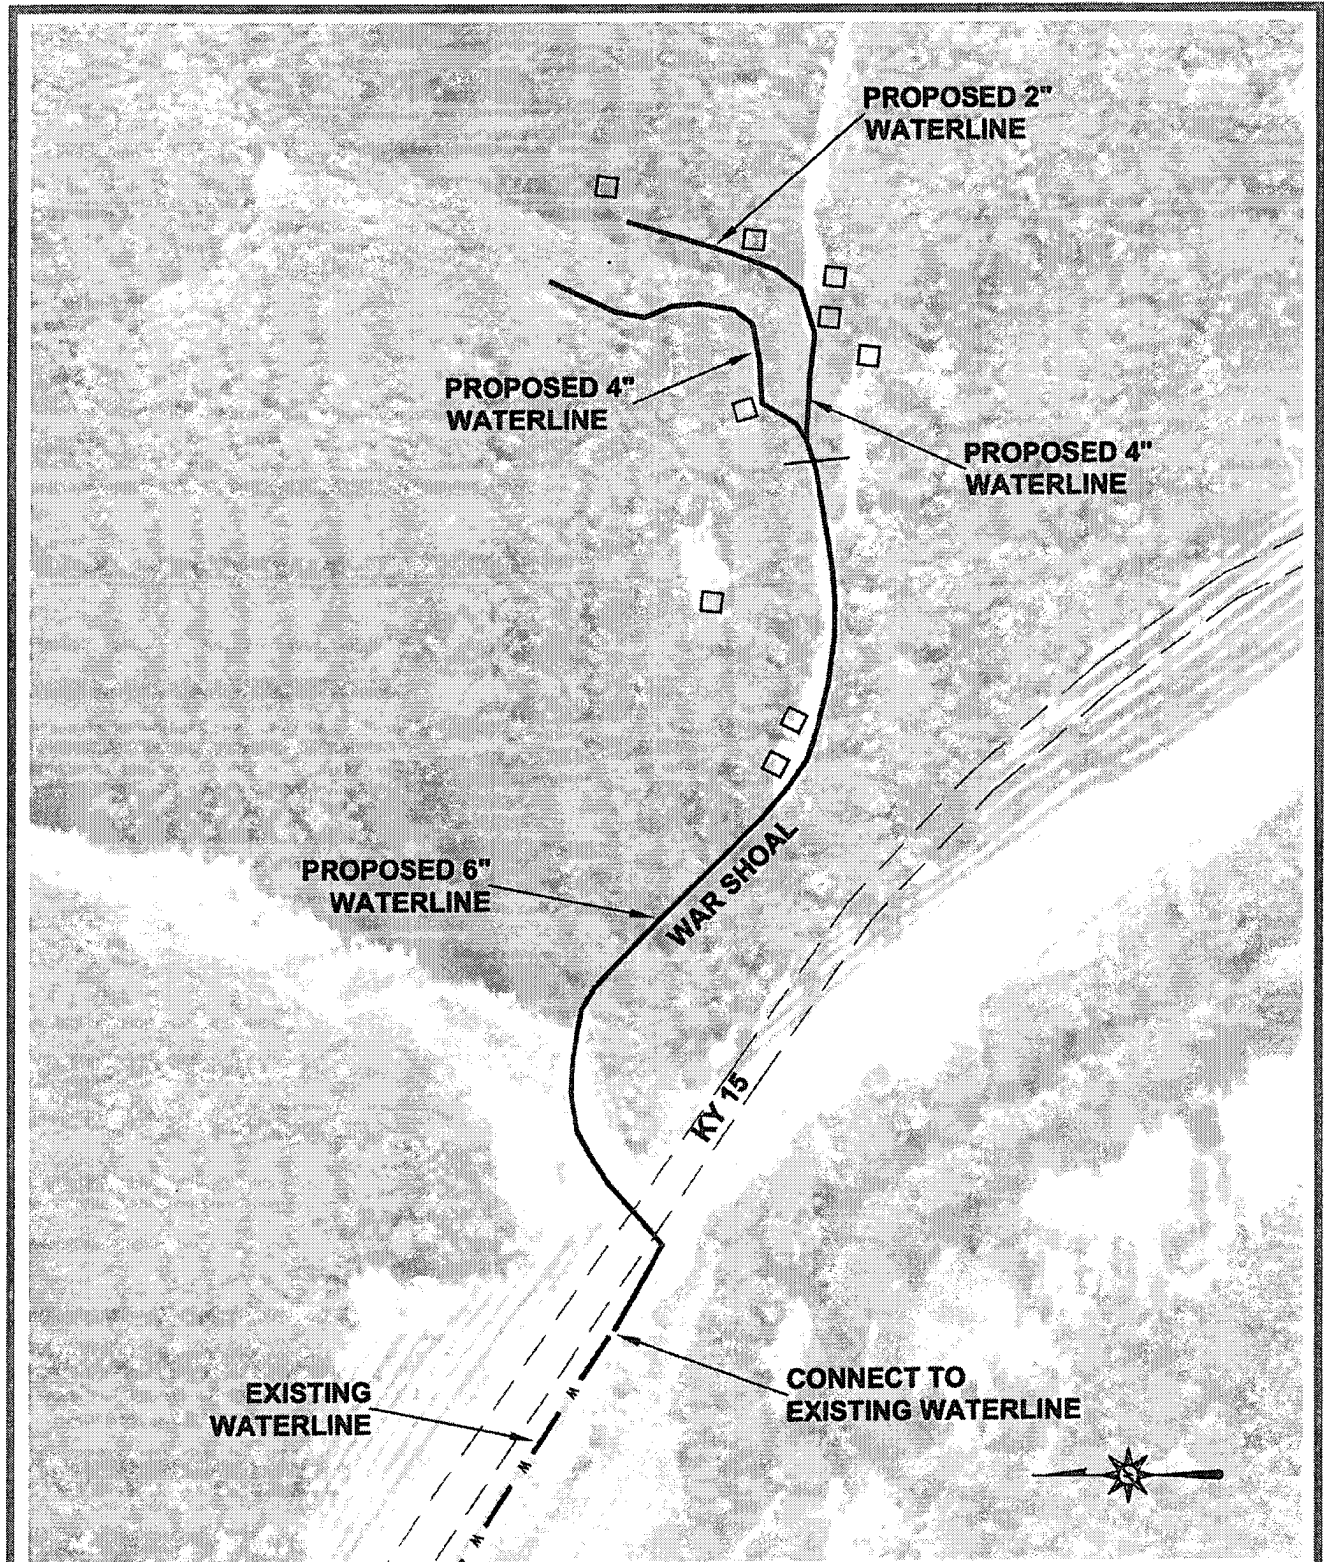 PROPOSED 2"
WATERLINE
PROPOSED 4"
WATERLINE
PROPOSED 4"
WATERLINE
PROPOSED 6"
WATERLINE
WAR SHOAL
KY 15
EXISTING
WATERLINE
CONNECT TO
EXISTING WATERLINE
W
W
W